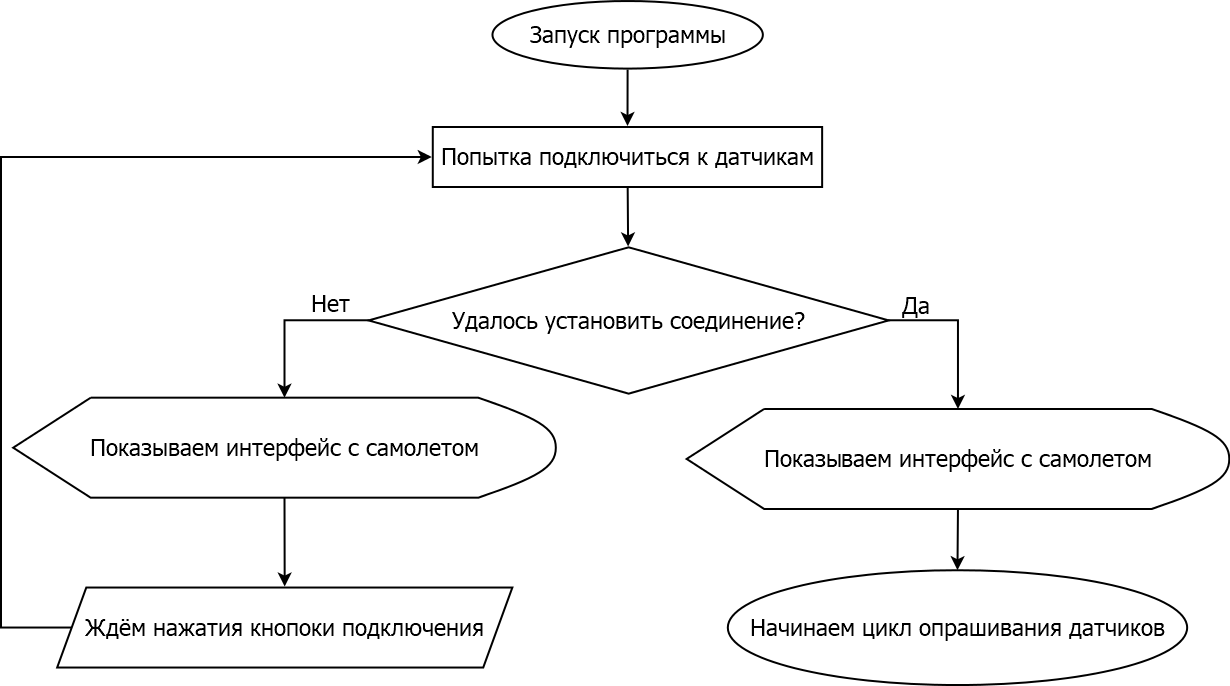 Запуск программы
Попытка подключиться к датчикам
Удалось установить соединение?
Нет
Да
Показываем интерфейс с самолетом
Показываем интерфейс с самолетом
Ждём нажатия кнопоки подключения
Начинаем цикл опрашивания датчиков